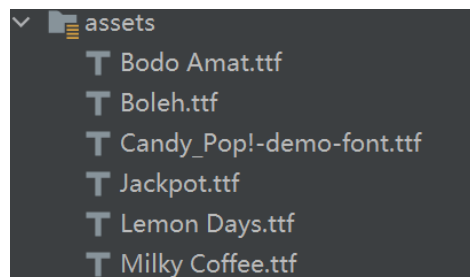 assets
Bodo Amat.ttf
Boleh.ttf
Candy_Pop!-demo-font.ttf
Jackpot.ttf
Lemon Days.ttf
Milky Coffee.ttf